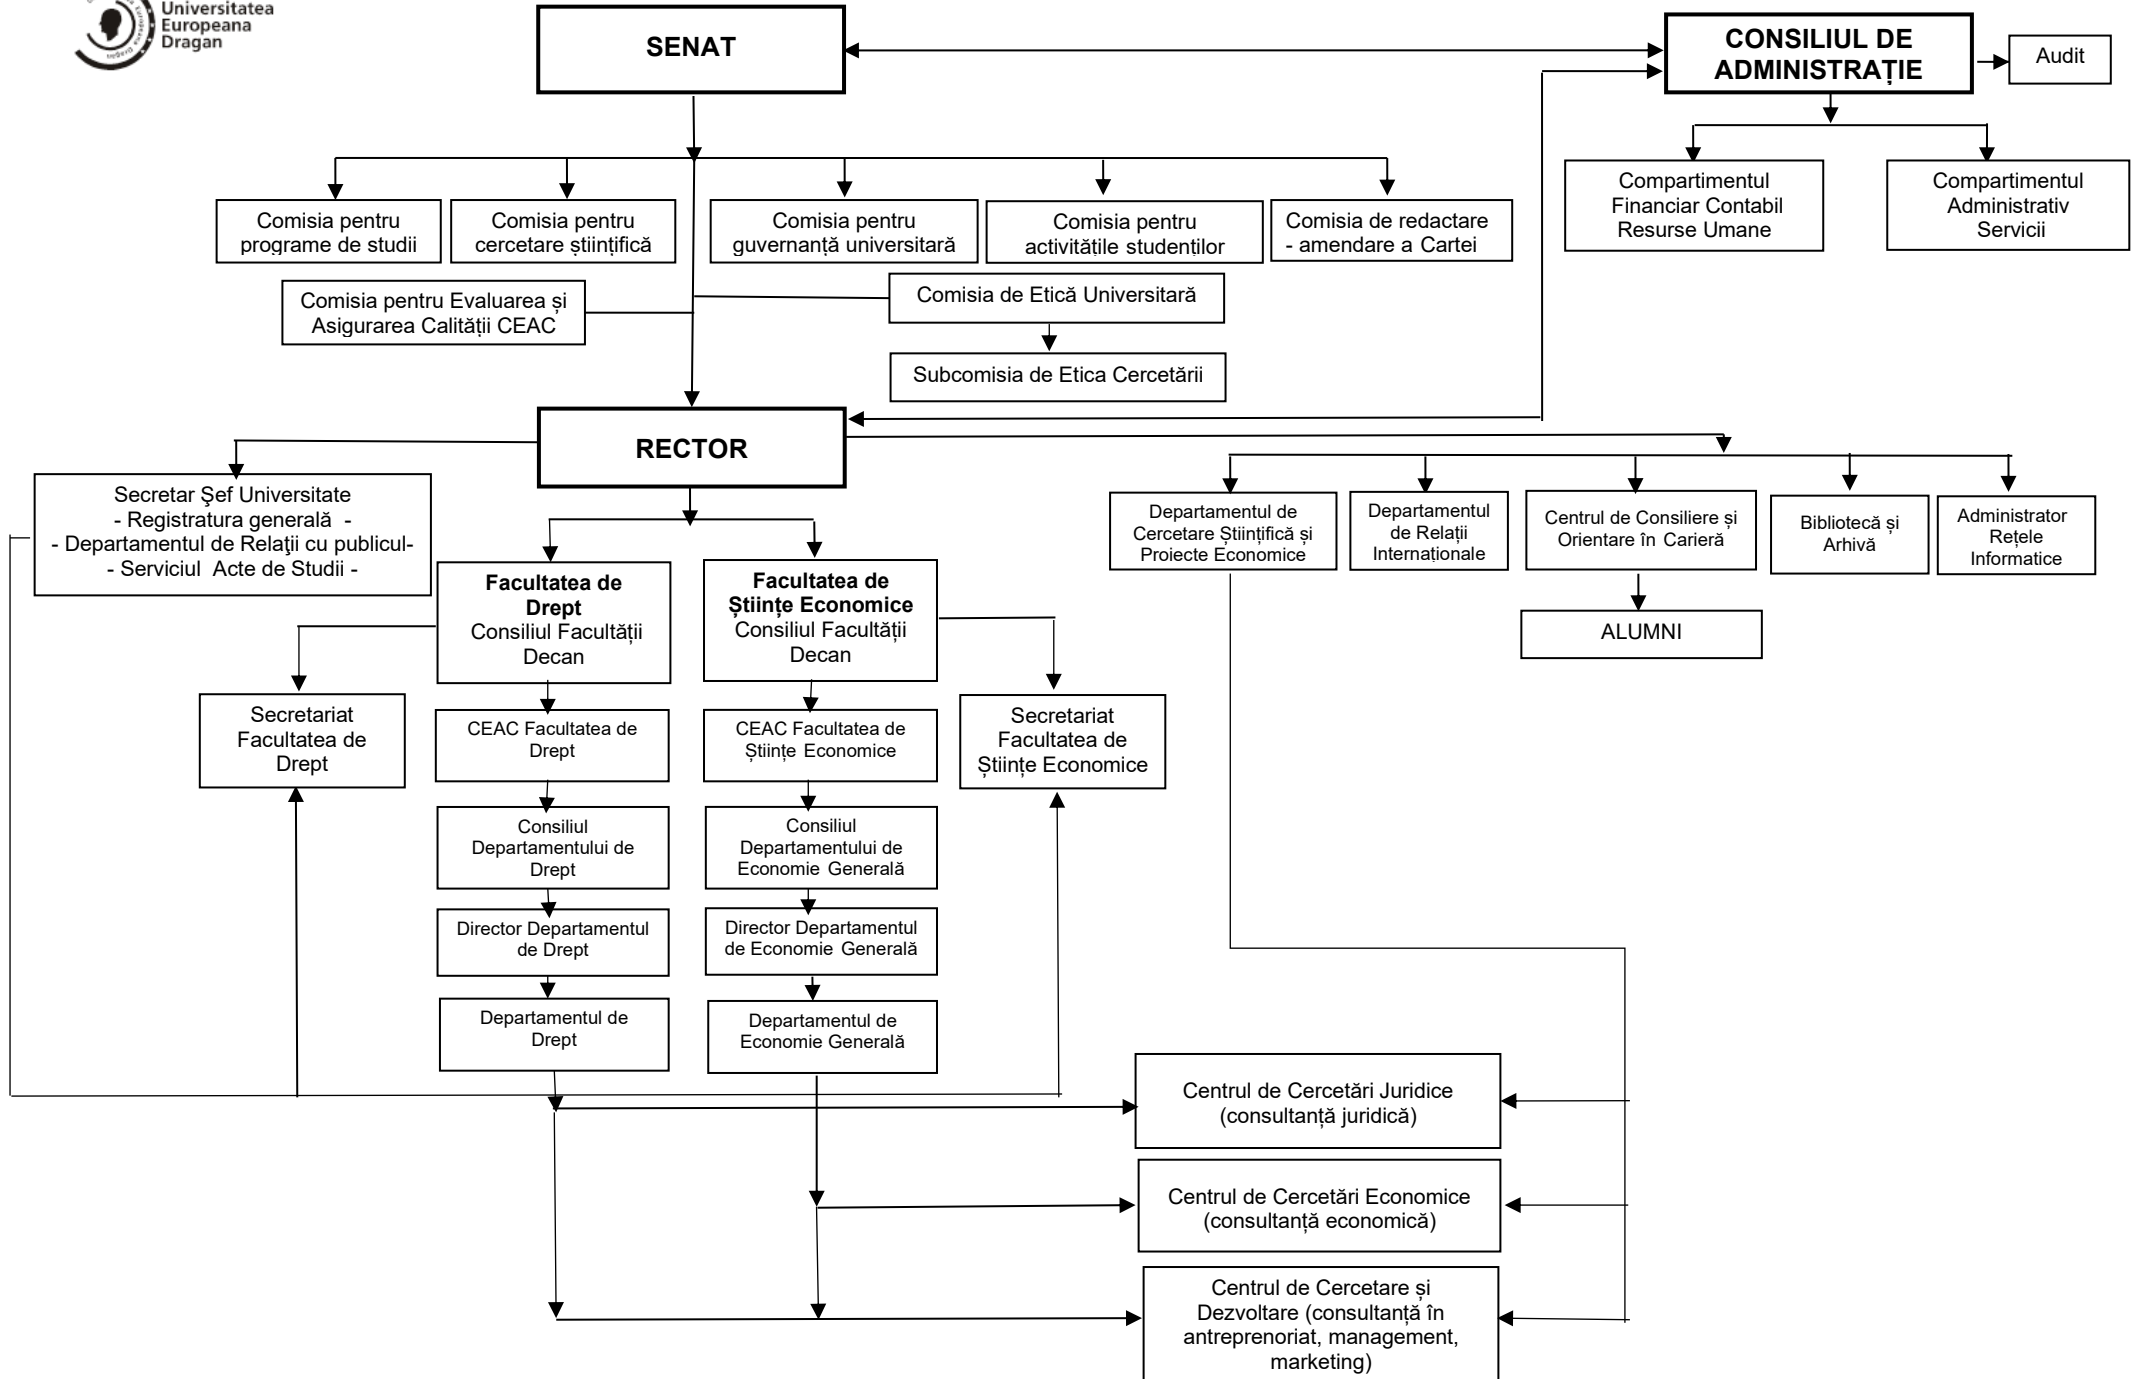 Universitatea
Europeana
Dragan
SENAT
CONSILIUL DE
ADMINISTRAȚIE
Audit
Compartimentul
Financiar Contabil
Resurse Umane
Compartimentul
Administrativ
Servicii
Comisia pentru
programe de studii
Comisia pentru
cercetare științifică
Comisia pentru
guvernanță universitară
Comisia pentru
activitățile studenților
Comisia de redactare
- amendare a Cartei
Comisia pentru Evaluarea și
Asigurarea Calității CEAC
Comisia de Etică Universitară
Subcomisia de Etica Cercetării
RECTOR
Secretar Şef Universitate
- Registratura generală -
- Departamentul de Relaţii cu publicul-
- Serviciul Acte de Studii -
Departamentul de
Cercetare Științifică și
Proiecte Economice
Departamentul
de Relații
Internaționale
Centrul de Consiliere și
Orientare în Carieră
Bibliotecă și
Arhivă
Administrator
Rețele
Informatice
ALUMNI
Facultatea de
Drept
Consiliul Facultății
Decan
Facultatea de
Științe Economice
Consiliul Facultății
Decan
Secretariat
Facultatea de
Drept
CEAC Facultatea de
Drept
CEAC Facultatea de
Științe Economice
Secretariat
Facultatea de
Științe Economice
Consiliul
Departamentului de
Drept
Consiliul
Departamentului de
Economie Generală
Director Departamentul
de Drept
Director Departamentul
de Economie Generală
Departamentul de
Drept
Departamentul de
Economie Generală
Centrul de Cercetări Juridice
(consultanță juridică)
Centrul de Cercetări Economice
(consultanță economică)
Centrul de Cercetare și
Dezvoltare (consultanță în
antreprenoriat, management,
marketing)